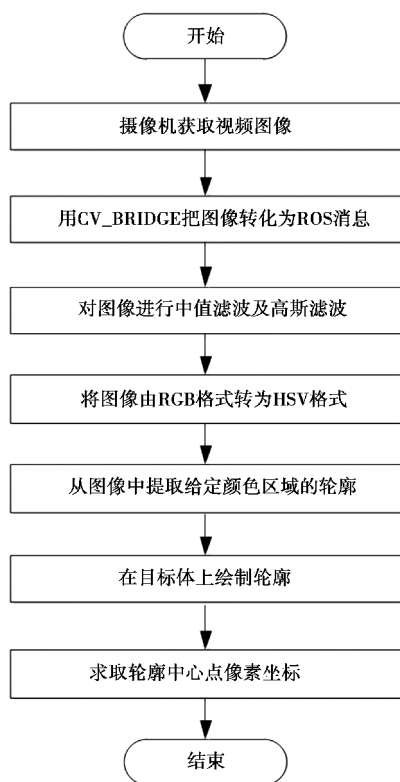 开始
摄像机获取视频图像
用CV_BRIDGE把图像转化为ROS消息
对图像进行中值滤波及高斯滤波
将图像由RGB格式转为HSV格式
从图像中提取给定颜色区域的轮廓
在目标体上绘制轮廓
求取轮廓中心点像素坐标
结束